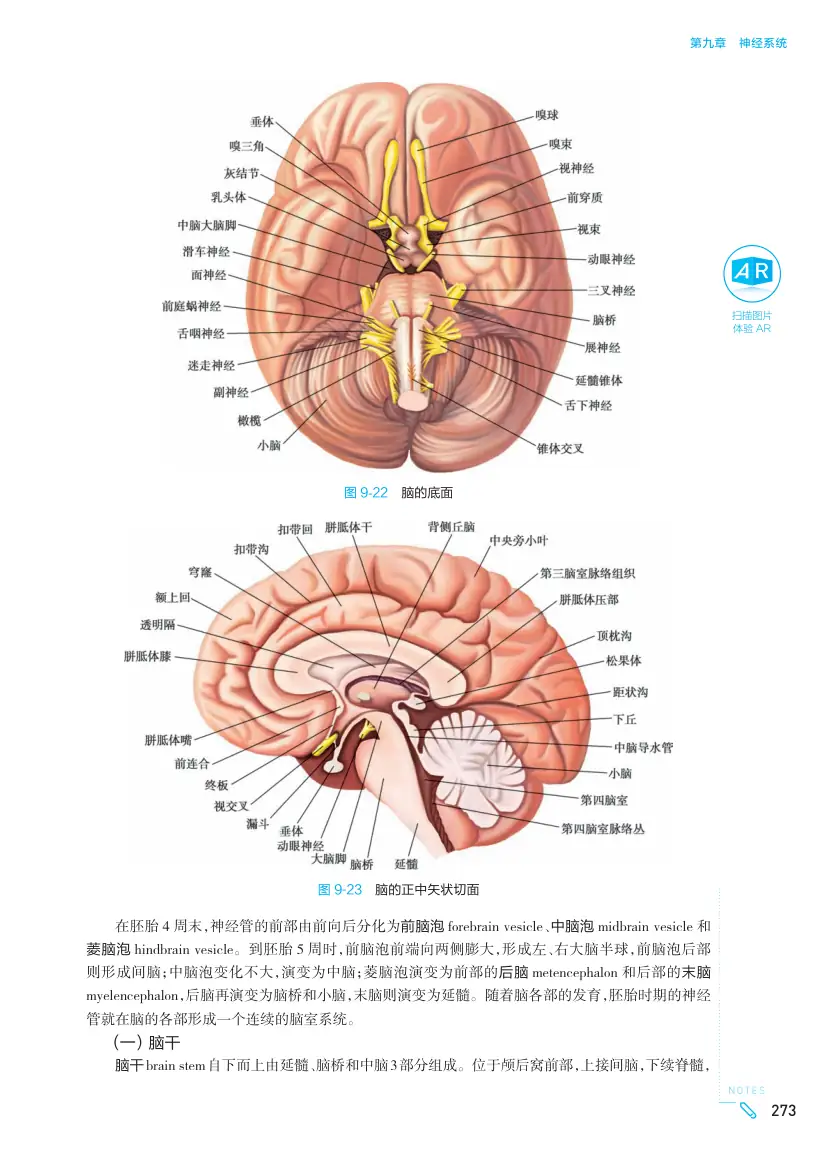 第九章 神经系统
垂体
嗅三角
灰结节
乳头体
中脑大脑脚
滑车神经
面神经
前庭蜗神经
舌咽神经
迷走神经
副神经
橄榄
小脑
嗅球
嗅束
视神经
前穿质
视束
动眼神经
三叉神经
脑桥
展神经
延髓锥体
舌下神经
锥体交叉
AR
扫描图片
体验 AR
图 9-22 脑的底面
扣带回
胼胝体干
背侧丘脑
中央旁小叶
扣带沟
穹窿
额上回
透明隔
胼胝体膝
胼胝体嘴
前连合
终板
视交叉
漏斗
垂体
动眼神经
大脑脚
脑桥
延髓
第三脑室脉络组织
胼胝体压部
顶枕沟
松果体
距状沟
下丘
中脑导水管
小脑
第四脑室
第四脑室脉络丛
图 9-23 脑的正中矢状切面
在胚胎 4 周末，神经管的前部由前向后分化为前脑泡 forebrain vesicle、中脑泡 midbrain vesicle 和
菱脑泡 hindbrain vesicle。到胚胎 5 周时，前脑泡前端向两侧膨大，形成左、右大脑半球，前脑泡后部
则形成间脑；中脑泡变化不大，演变为中脑；菱脑泡演变为前部的后脑 metencephalon 和后部的末脑
myelencephalon，后脑再演变为脑桥和小脑，末脑则演变为延髓。随着脑各部的发育，胚胎时期的神经
管就在脑的各部形成一个连续的脑室系统。
（一）脑干
脑干 brain stem 自下而上由延髓、脑桥和中脑 3 部分组成。位于颅后窝前部，上接间脑，下续脊髓，
NOTES
273